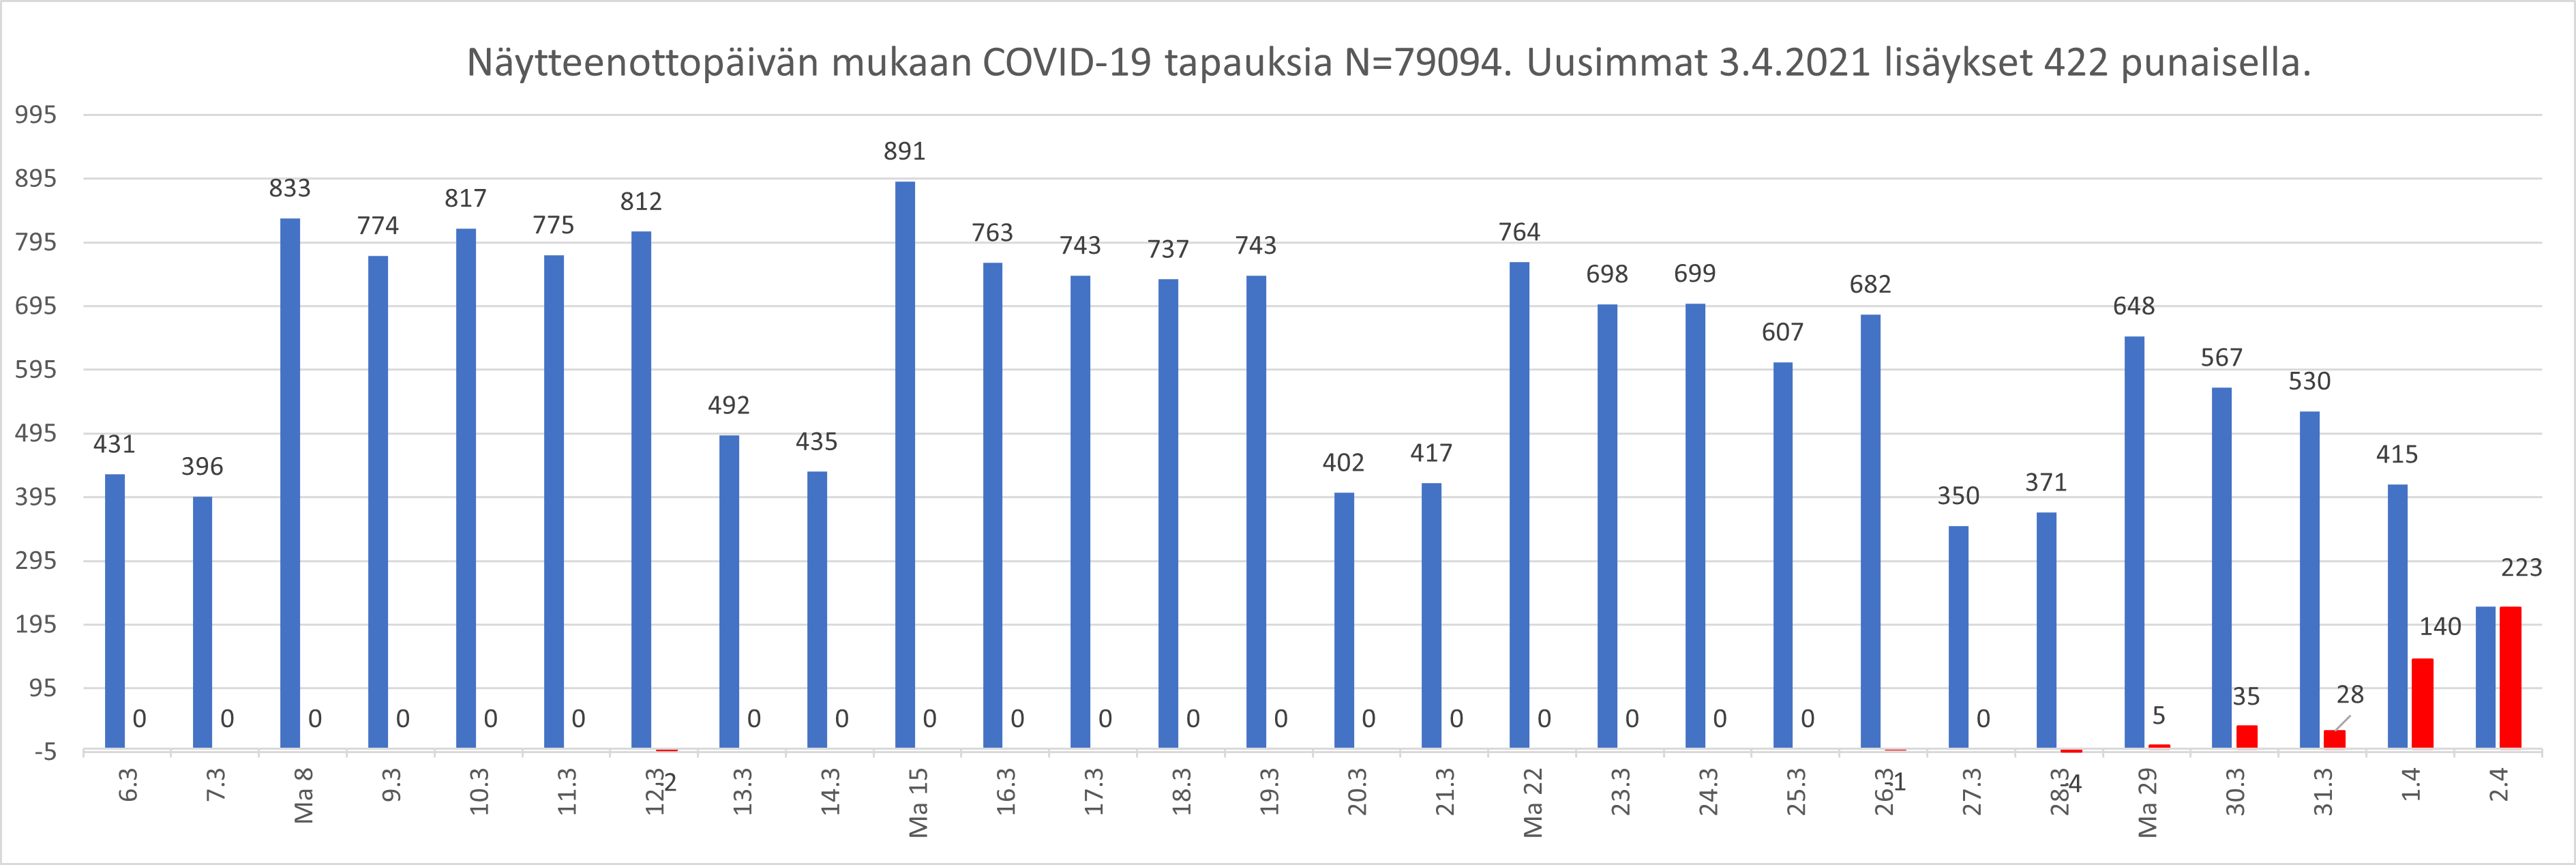 Näytteenottopäivän mukaan COVID-19 tapauksia N=79094. Uusimmat 3.4.2021 lisäykset 422 punaisella.
995
895
795
695
595
495
395
295
195
95
-5
431 396 833 774 817 775 812 492 435 891 763 743 737 743 402 417 764 698 699 607 682 350 371 648 567 530 415
0 0 0 0 0 0 -2 0 0 0 0 0 0 0 0 0 0 0 0 0 -1 0 -4 5 35 28 140 223
6.3 7.3 Ma 8 9.3 10.3 11.3 12.3 13.3 14.3 Ma 15 16.3 17.3 18.3 19.3 20.3 21.3 Ma 22 23.3 24.3 25.3 26.3 27.3 28.3 Ma 29 30.3 31.3 1.4 2.4